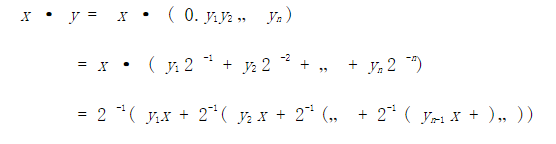 x • y = x • ( 0. y₁y₂ „ yₙ )
= x • ( y₁ 2 ⁻¹ + y₂ 2 ⁻² + „ + yₙ 2 ⁻ⁿ)
= 2 ⁻¹( y₁x + 2⁻¹( y₂ x + 2⁻¹ („ + 2⁻¹ ( yₙ₋₁ x + ) „ ))